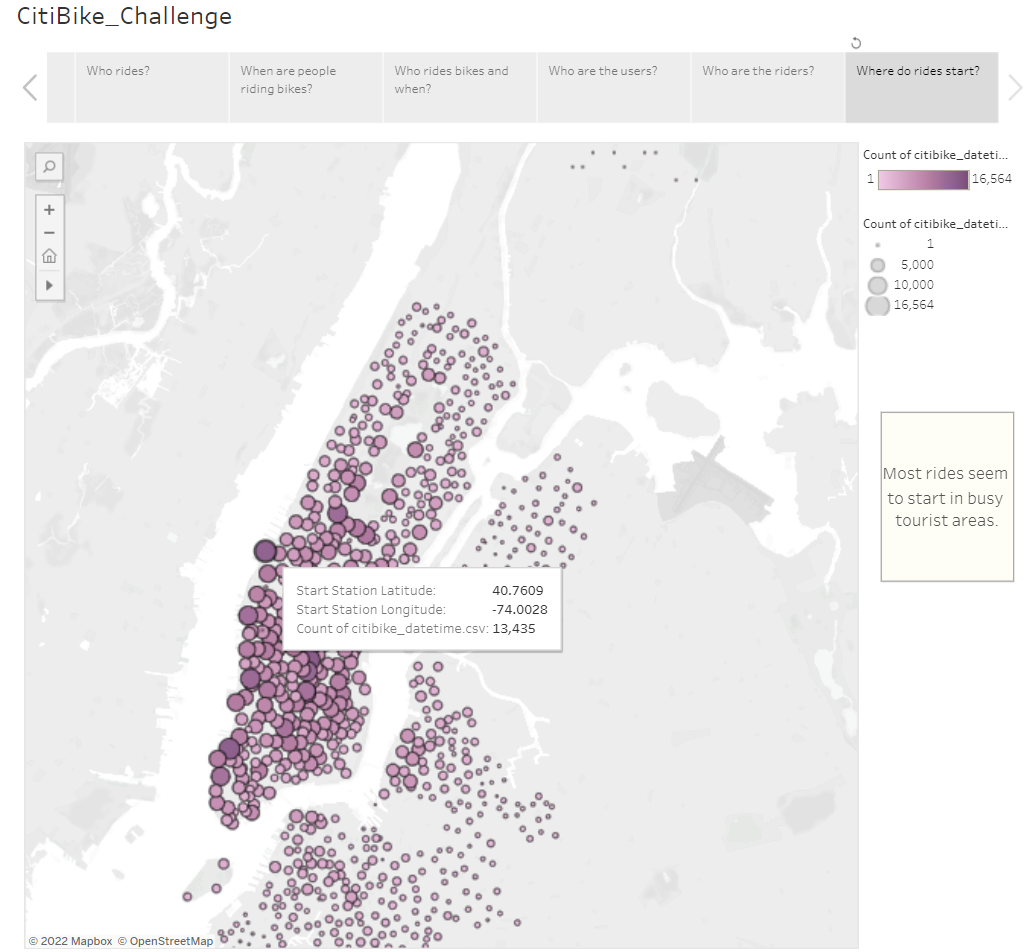 CitiBike_Challenge
Who rides?
When are people
riding bikes?
Who rides bikes and
when?
Who are the users?
Who are the riders?
Where do rides start?
Count of citibike_dateti...
1 16,564
Count of citibike_dateti...
1
5,000
10,000
16,564
Most rides seem
to start in busy
tourist areas.
Start Station Latitude: 40.7609
Start Station Longitude: -74.0028
Count of citibike_datetime.csv: 13,435
© 2022 Mapbox © OpenStreetMap